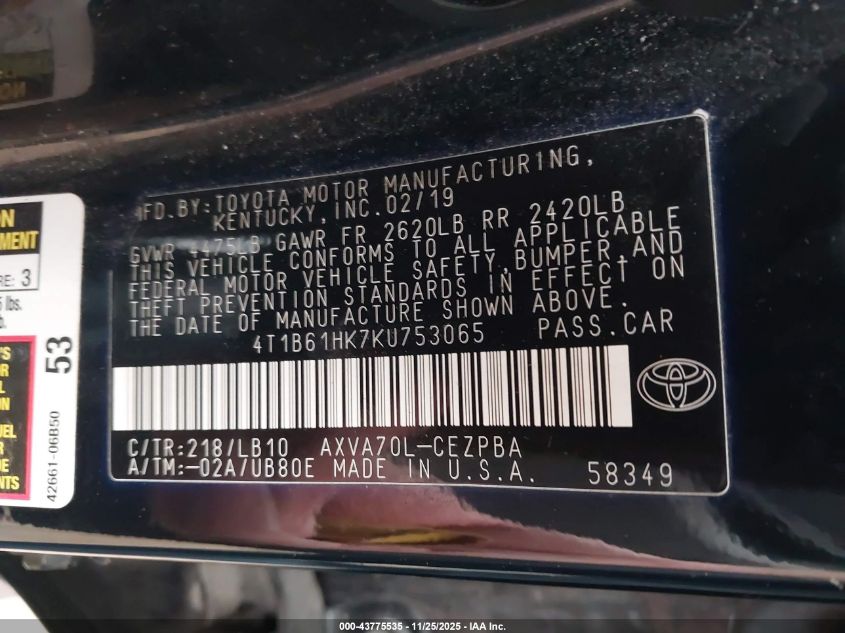 MFD.BY:TOYOTA MOTOR MANUFACTURING,
KENTUCKY, INC. 02/19
GVWR 4475LB GAWR FR 2620LB RR 2420LB
THIS VEHICLE CONFORMS TO ALL APPLICABLE
FEDERAL MOTOR VEHICLE SAFETY,BUMPER,AND
THEFT PREVENTION STANDARDS IN EFFECT ON
THE DATE OF MANUFACTURE SHOWN ABOVE.
4T1B61HK7KU753065 PASS.CAR
C/TR:218/LB10 AXVA70L-CEZPBA
A/TM:-02A/UB80E MADE IN U.S.A. 58349
RE: 3
lbs.
53
42661-06B50
000-43775535 - 11/25/2025 - IAA Inc.